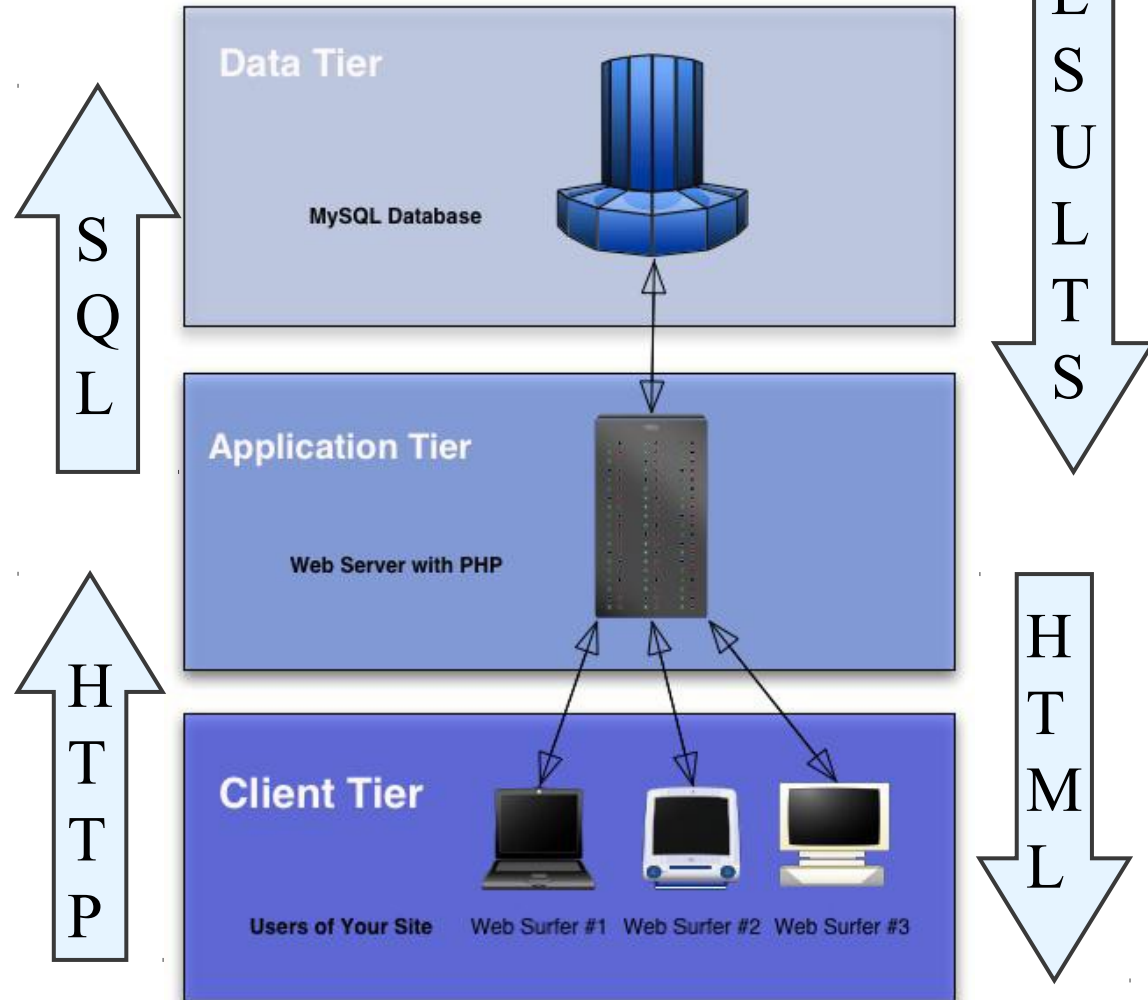 Data Tier
MySQL Database
S
Q
L
S
U
L
T
S
Application Tier
Web Server with PHP
H
T
T
P
H
T
M
L
Client Tier
Users of Your Site
Web Surfer #1
Web Surfer #2
Web Surfer #3